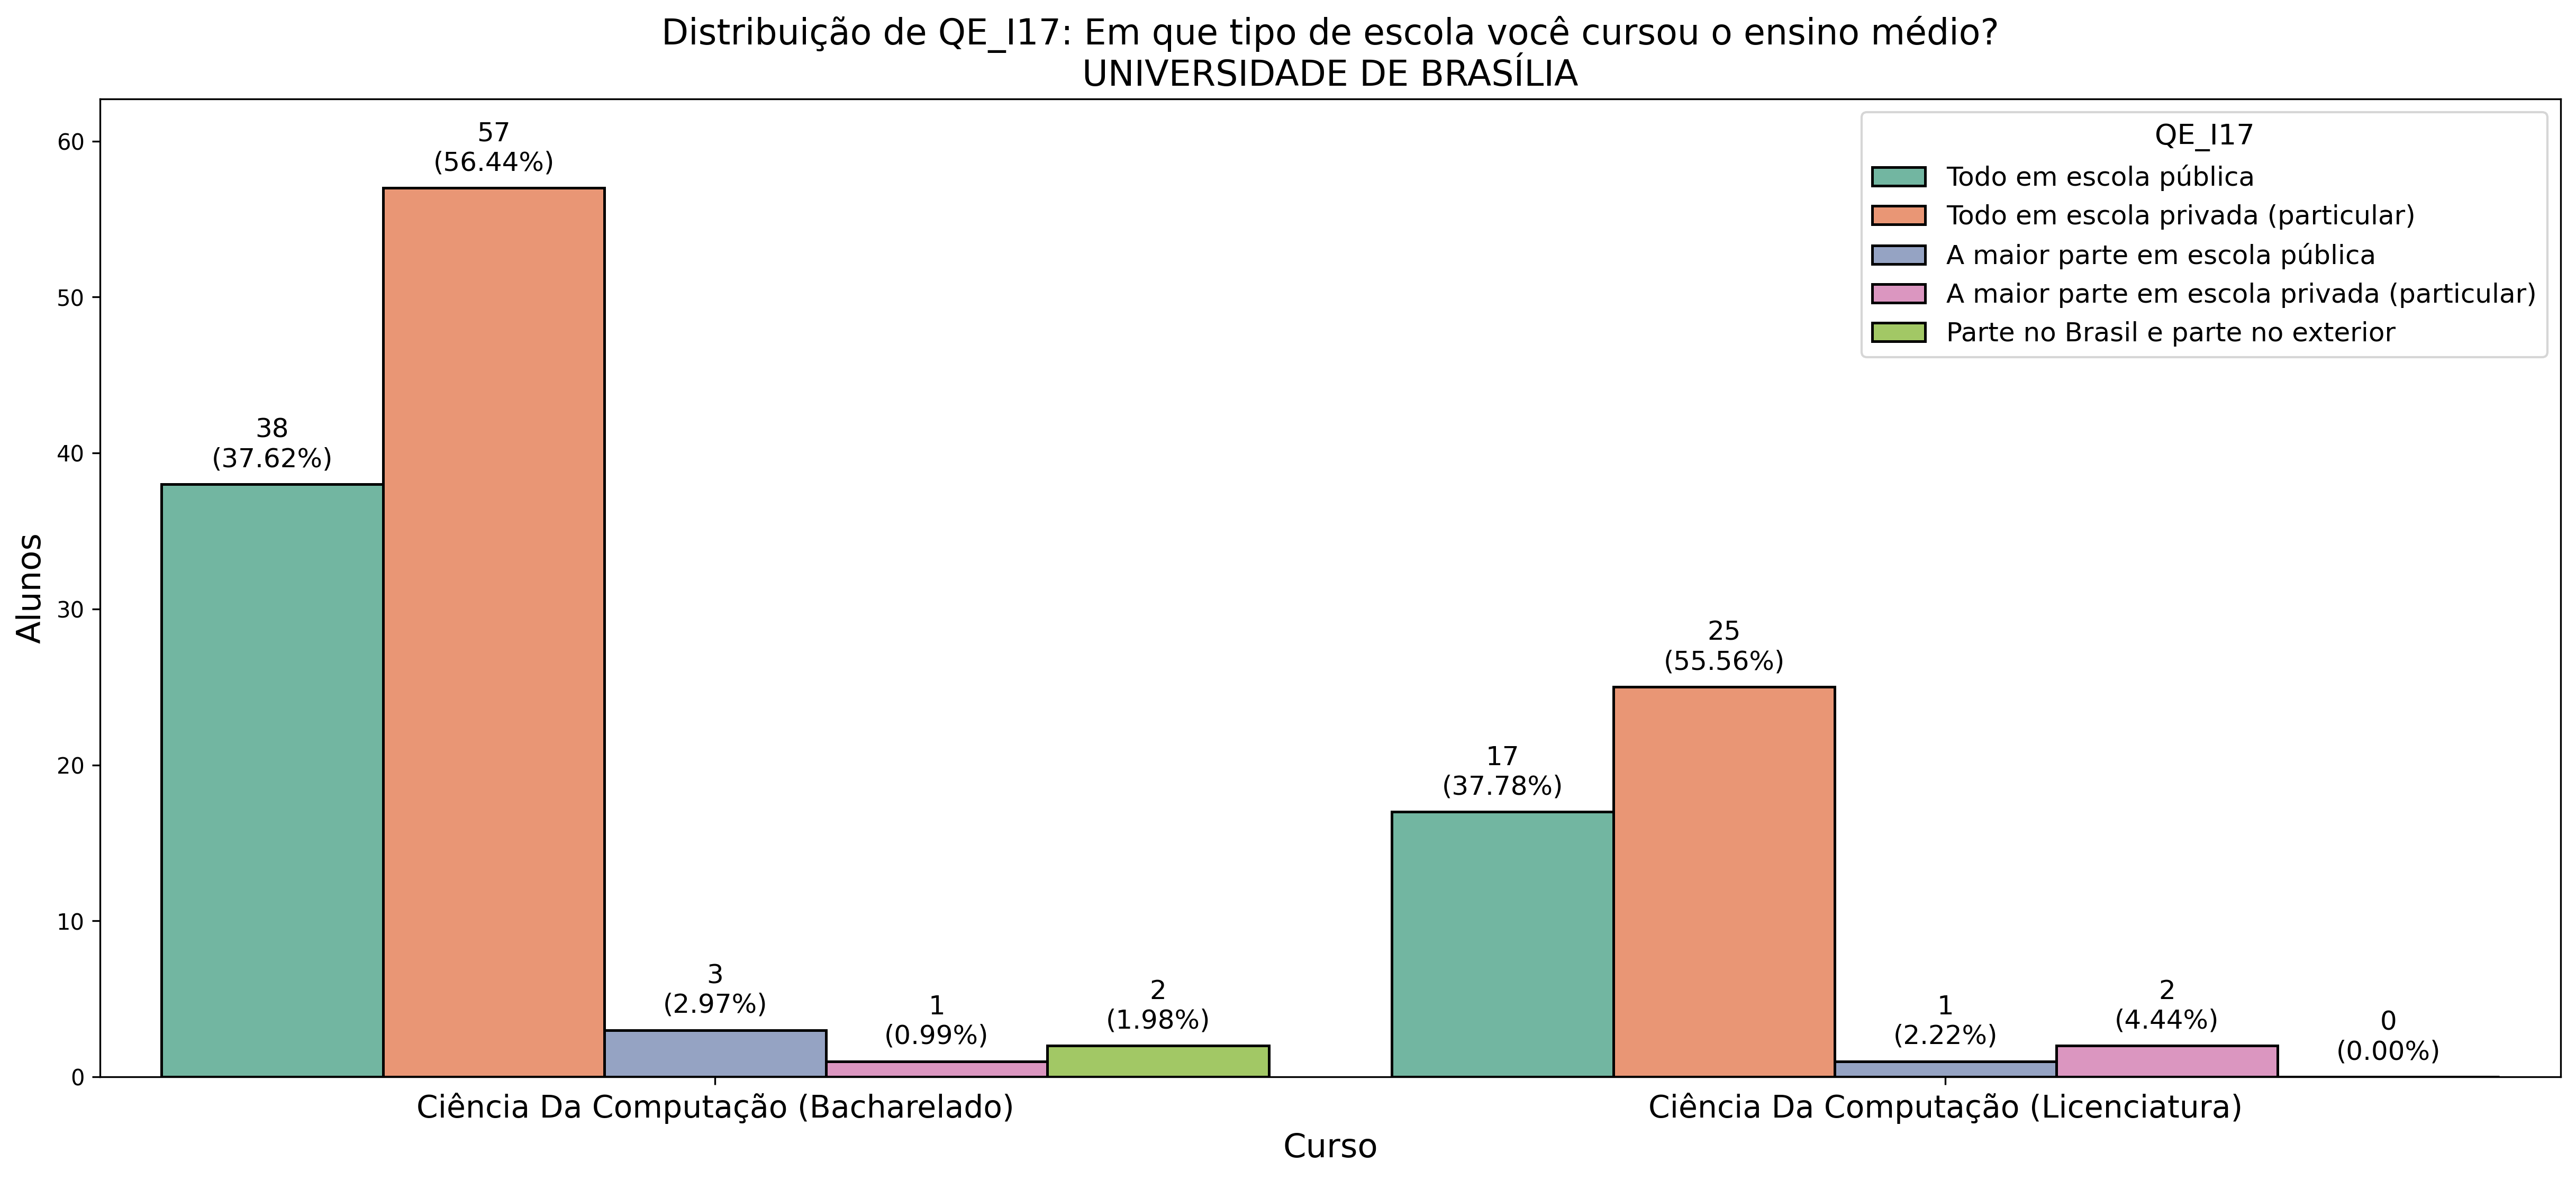 Distribuição de QE_I17: Em que tipo de escola você cursou o ensino médio?
UNIVERSIDADE DE BRASÍLIA
QE_I17
Todo em escola pública
Todo em escola privada (particular)
A maior parte em escola pública
A maior parte em escola privada (particular)
Parte no Brasil e parte no exterior
Alunos
60
50
40
30
20
10
0
38
(37.62%)
57
(56.44%)
3
(2.97%)
1
(0.99%)
2
(1.98%)
17
(37.78%)
25
(55.56%)
1
(2.22%)
2
(4.44%)
0
(0.00%)
Ciência Da Computação (Bacharelado)
Ciência Da Computação (Licenciatura)
Curso